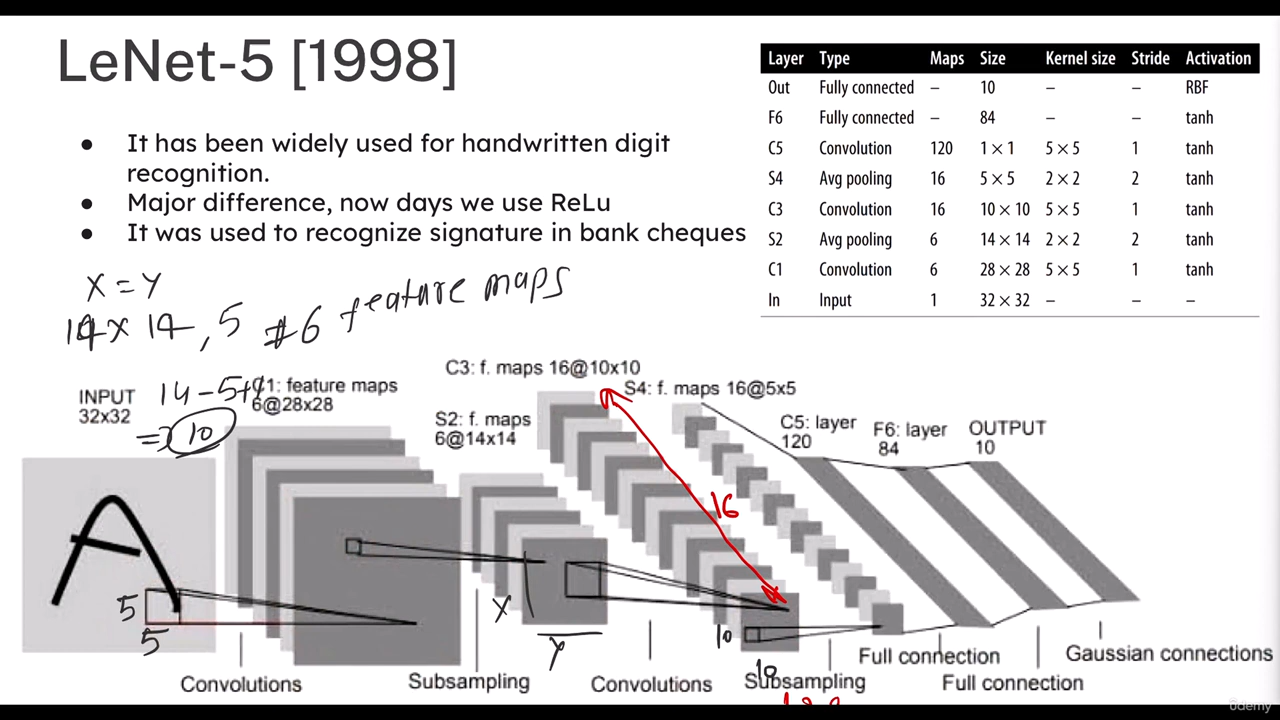 LeNet-5 [1998]
It has been widely used for handwritten digit
recognition.
Major difference, now days we use ReLu
It was used to recognize signature in bank cheques
Layer Type Maps Size Kernel size Stride Activation
Out Fully connected – 10 – – RBF
F6 Fully connected – 84 – – tanh
C5 Convolution 120 1 × 1 5 × 5 1 tanh
S4 Avg pooling 16 5 × 5 2 × 2 2 tanh
C3 Convolution 16 10 × 10 5 × 5 1 tanh
S2 Avg pooling 6 14 × 14 2 × 2 2 tanh
C1 Convolution 6 28 × 28 5 × 5 1 tanh
In Input 1 32 × 32 – – –
X = Y
14 x 14, 5 #6 feature maps
14-5+1
=> 10
INPUT
32x32
C1: feature maps
6@28x28
C3: f. maps 16@10x10
S2: f. maps
6@14x14
S4: f. maps 16@5x5
C5: layer
120
F6: layer
84
OUTPUT
10
A
5
5
X
Y
16
10
10
Convolutions
Subsampling
Convolutions
Subsampling
Full connection
Full connection
Gaussian connections
ûdemy